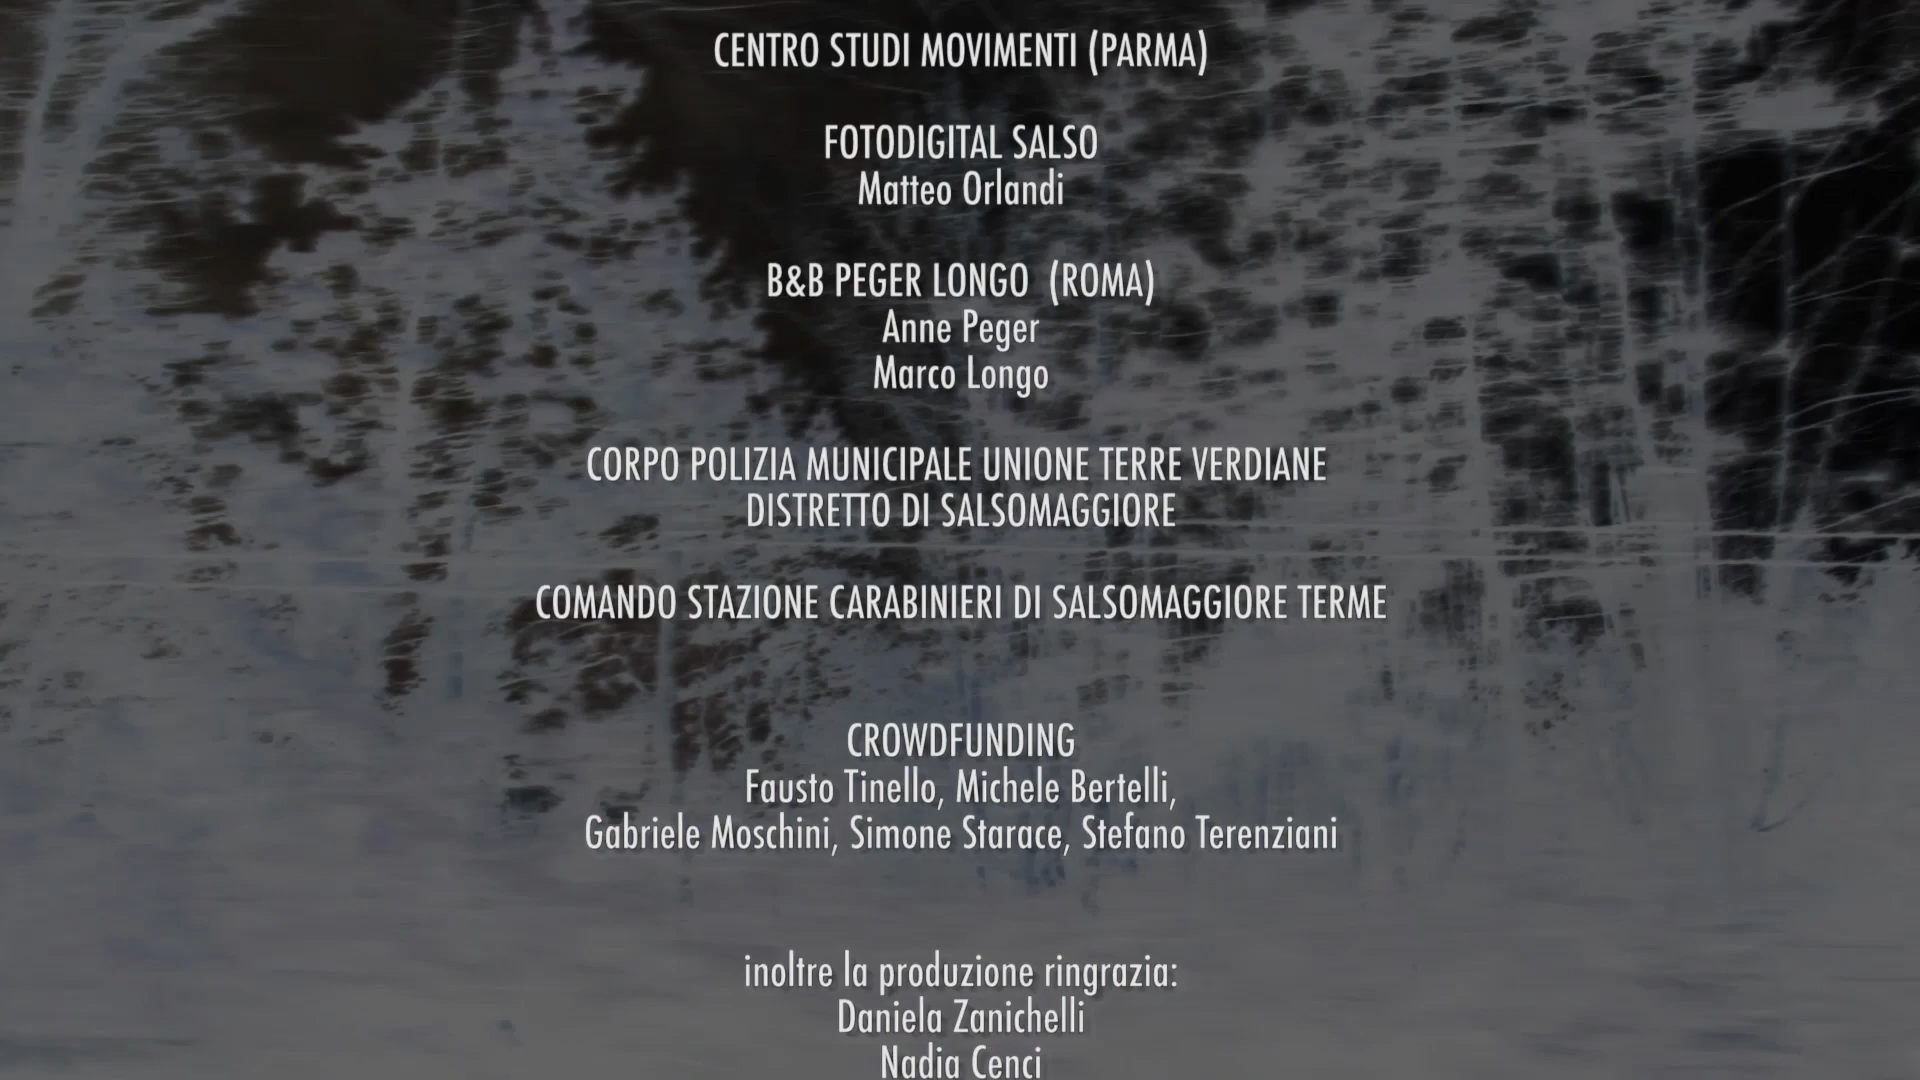 CENTRO STUDI MOVIMENTI (PARMA)
FOTODIGITAL SALSO
Matteo Orlandi
B&B PEGER LONGO (ROMA)
Anne Peger
Marco Longo
CORPO POLIZIA MUNICIPALE UNIONE TERRE VERDIANE
DISTRETTO DI SALSOMAGGIORE
COMANDO STAZIONE CARABINIERI DI SALSOMAGGIORE TERME
CROWDFUNDING
Fausto Tinello, Michele Bertelli,
Gabriele Moschini, Simone Starace, Stefano Terenziani
inoltre la produzione ringrazia:
Daniela Zanichelli
Nadia Cenci